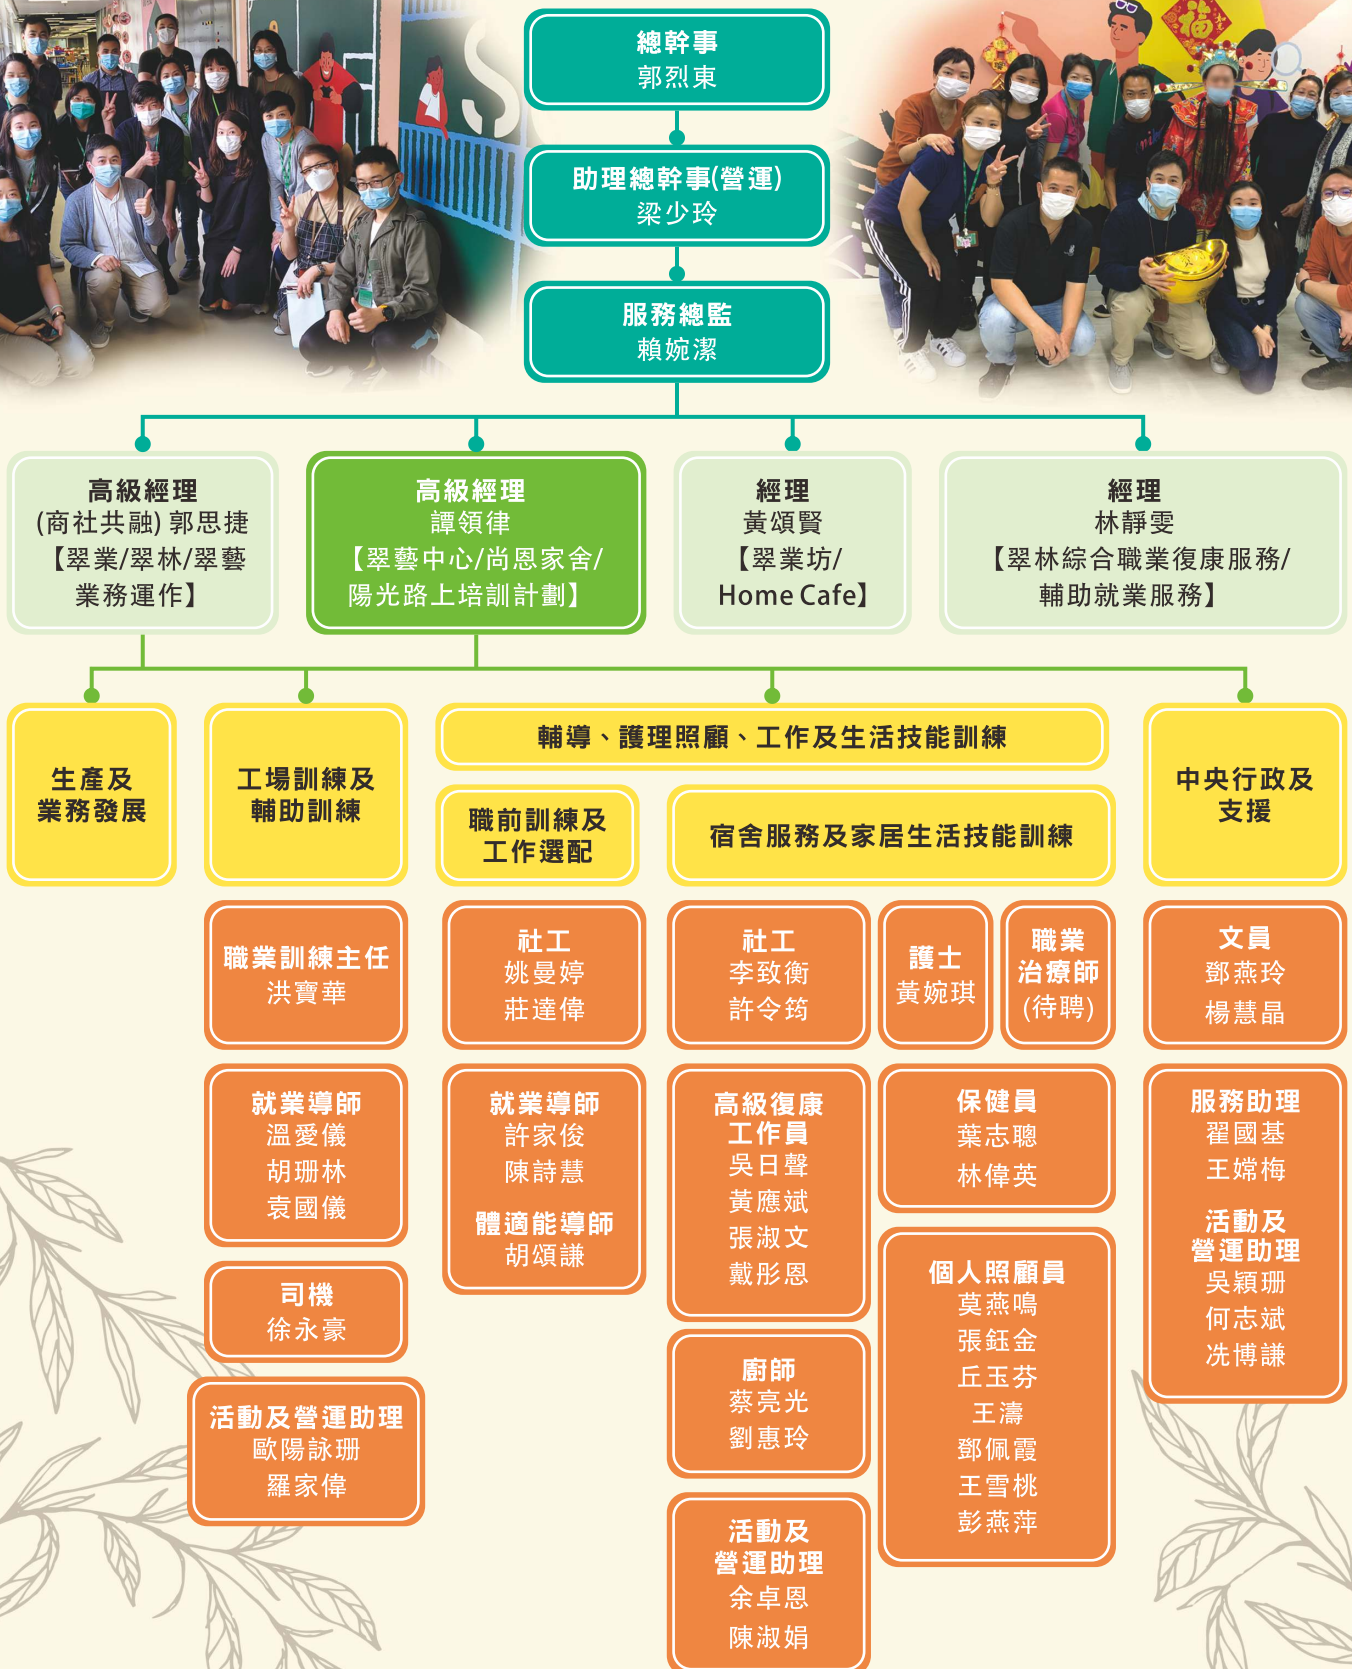 總幹事
郭烈東
助理總幹事(營運)
梁少玲
服務總監
賴婉潔
高級經理
(商社共融) 郭思捷
【翠業/翠林/翠藝
業務運作】
高級經理
譚領律
【翠藝中心/尚恩家舍/
陽光路上培訓計劃】
經理
黃頌賢
【翠業坊/
Home Cafe】
經理
林靜雯
【翠林綜合職業復康服務/
輔助就業服務】
生產及
業務發展
工場訓練及
輔助訓練
輔導、護理照顧、工作及生活技能訓練
職前訓練及
工作選配
宿舍服務及家居生活技能訓練
中央行政及
支援
職業訓練主任
洪寶華
就業導師
溫愛儀
胡珊林
袁國儀
司機
徐永豪
活動及營運助理
歐陽詠珊
羅家偉
社工
姚曼婷
莊達偉
就業導師
許家俊
陳詩慧
體適能導師
胡頌謙
社工
李致衡
許令筠
高級復康
工作員
吳日聲
黃應斌
張淑文
戴彤恩
廚師
蔡亮光
劉惠玲
活動及
營運助理
余卓恩
陳淑娟
護士
黃婉琪
職業
治療師
(待聘)
保健員
葉志聰
林偉英
個人照顧員
莫燕鳴
張鈺金
丘玉芬
王濤
鄧佩霞
王雪桃
彭燕萍
文員
鄧燕玲
楊慧晶
服務助理
翟國基
王嫦梅
活動及
營運助理
吳穎珊
何志斌
冼博謙
福
S